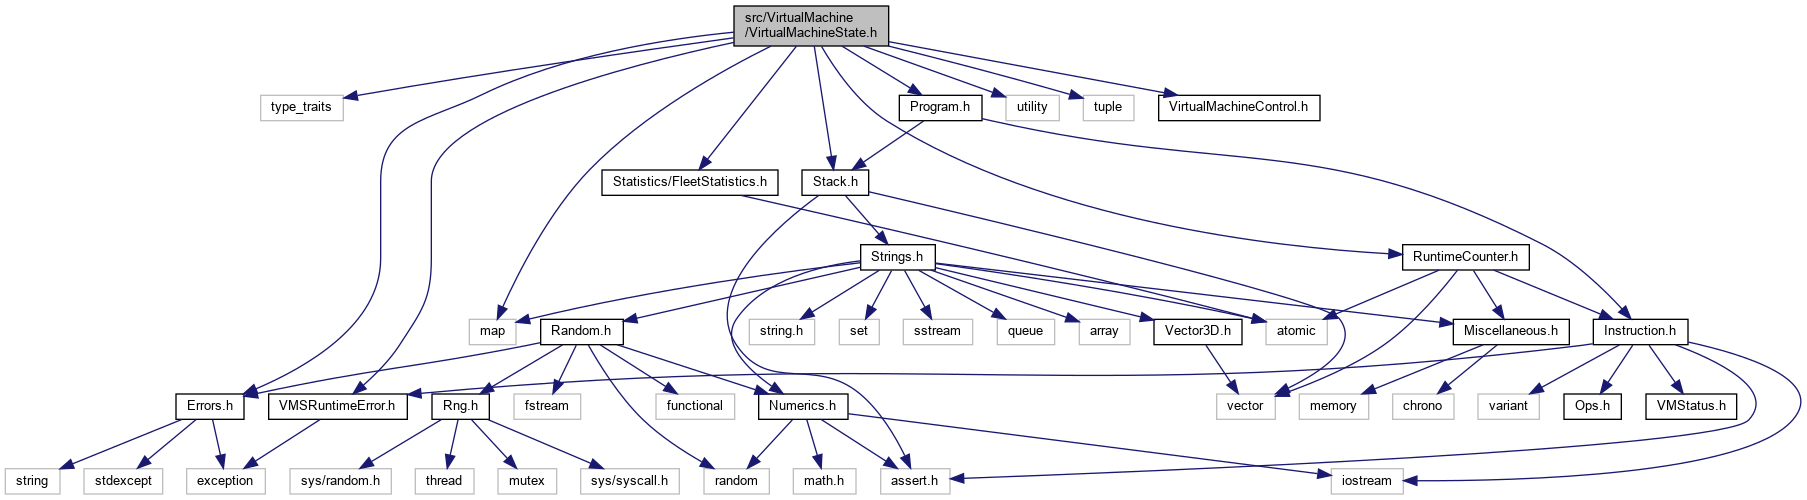 src/VirtualMachine
/VirtualMachineState.h
type_traits
Program.h
utility
tuple
VirtualMachineControl.h
Statistics/FleetStatistics.h
Stack.h
Strings.h
RuntimeCounter.h
map
Random.h
string.h
set
sstream
queue
array
Vector3D.h
atomic
Miscellaneous.h
Instruction.h
Errors.h
VMSRuntimeError.h
Rng.h
fstream
functional
Numerics.h
vector
memory
chrono
variant
Ops.h
VMStatus.h
string
stdexcept
exception
sys/random.h
thread
mutex
sys/syscall.h
random
math.h
assert.h
iostream